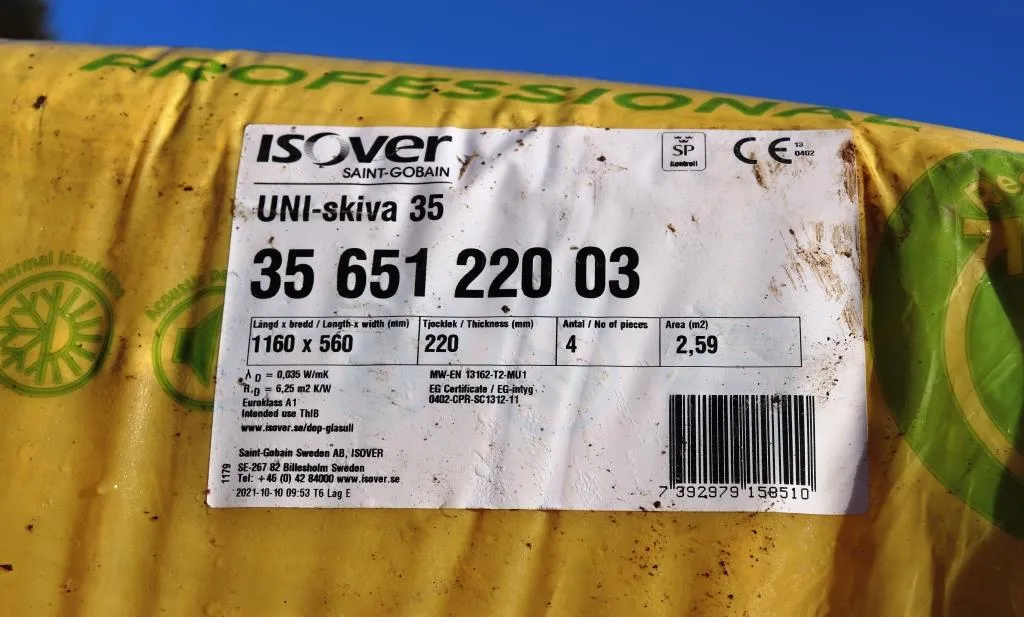 PROFESSIONAL
ISOVER
SAINT-GOBAIN
SP
Kontroll
CE 13
0402
UNI-skiva 35
35 651 220 03
Längd x bredd / Length x width (mm) Tjocklek / Thickness (mm) Antal / No of pieces Area (m2)
1160 x 560 220 4 2,59
λ D = 0,035 W/mK
R D = 6,25 m2 K/W
Euroklass A1
Intended use ThIB
www.isover.se/dop-glasull
MW-EN 13162-T2-MU1
EG Certificate / EG-intyg
0402-CPR-SC1312-11
Saint-Gobain Sweden AB, ISOVER
SE-267 82 Billesholm Sweden
Tel: +46 (0) 42 84000 www.isover.se
2021-10-10 09:53 T6 Lag E
1179
7 392979 158510